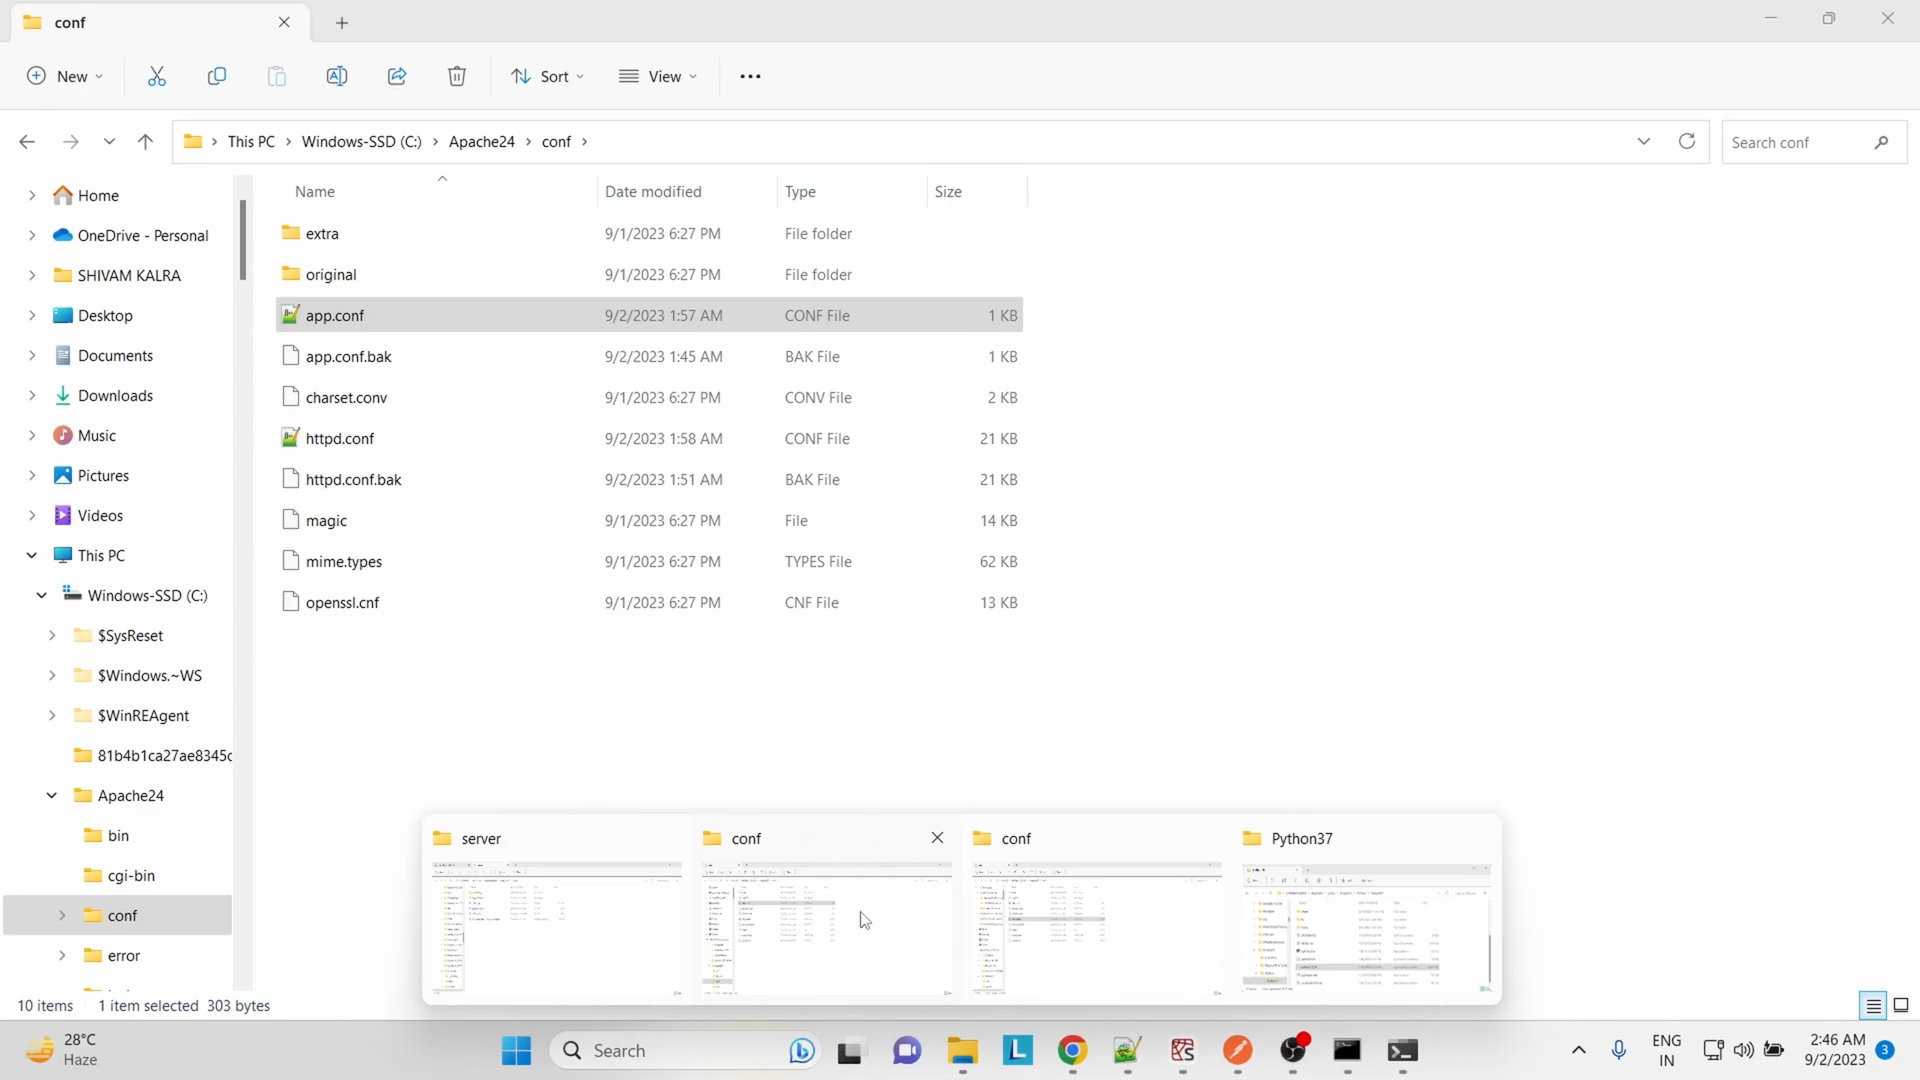 conf
New
Sort
View
This PC
Windows-SSD (C:)
Apache24
conf
Search conf
Name
Date modified
Type
Size
extra 9/1/2023 6:27 PM File folder
original 9/1/2023 6:27 PM File folder
app.conf 9/2/2023 1:57 AM CONF File 1 KB
app.conf.bak 9/2/2023 1:45 AM BAK File 1 KB
charset.conv 9/1/2023 6:27 PM CONV File 2 KB
httpd.conf 9/2/2023 1:58 AM CONF File 21 KB
httpd.conf.bak 9/2/2023 1:51 AM BAK File 21 KB
magic 9/1/2023 6:27 PM File 14 KB
mime.types 9/1/2023 6:27 PM TYPES File 62 KB
openssl.cnf 9/1/2023 6:27 PM CNF File 13 KB
Home
OneDrive - Personal
SHIVAM KALRA
Desktop
Documents
Downloads
Music
Pictures
Videos
This PC
Windows-SSD (C:)
$SysReset
$Windows.~WS
$WinREAgent
81b4b1ca27ae8345c
Apache24
bin
cgi-bin
conf
error
server
conf
conf
Python37
10 items
1 item selected 303 bytes
28°C
Haze
Search
ENG
IN
2:46 AM
9/2/2023
3